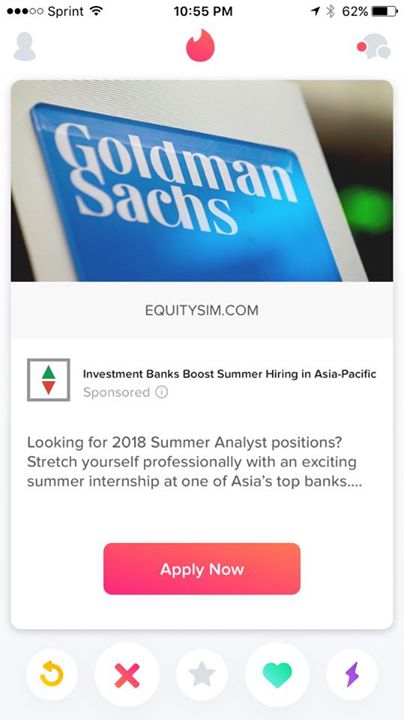 Sprint 10:55 PM 62%
Goldman
Sachs
EQUITYSIM.COM
Investment Banks Boost Summer Hiring in Asia-Pacific
Sponsored
Looking for 2018 Summer Analyst positions?
Stretch yourself professionally with an exciting
summer internship at one of Asia's top banks....
Apply Now